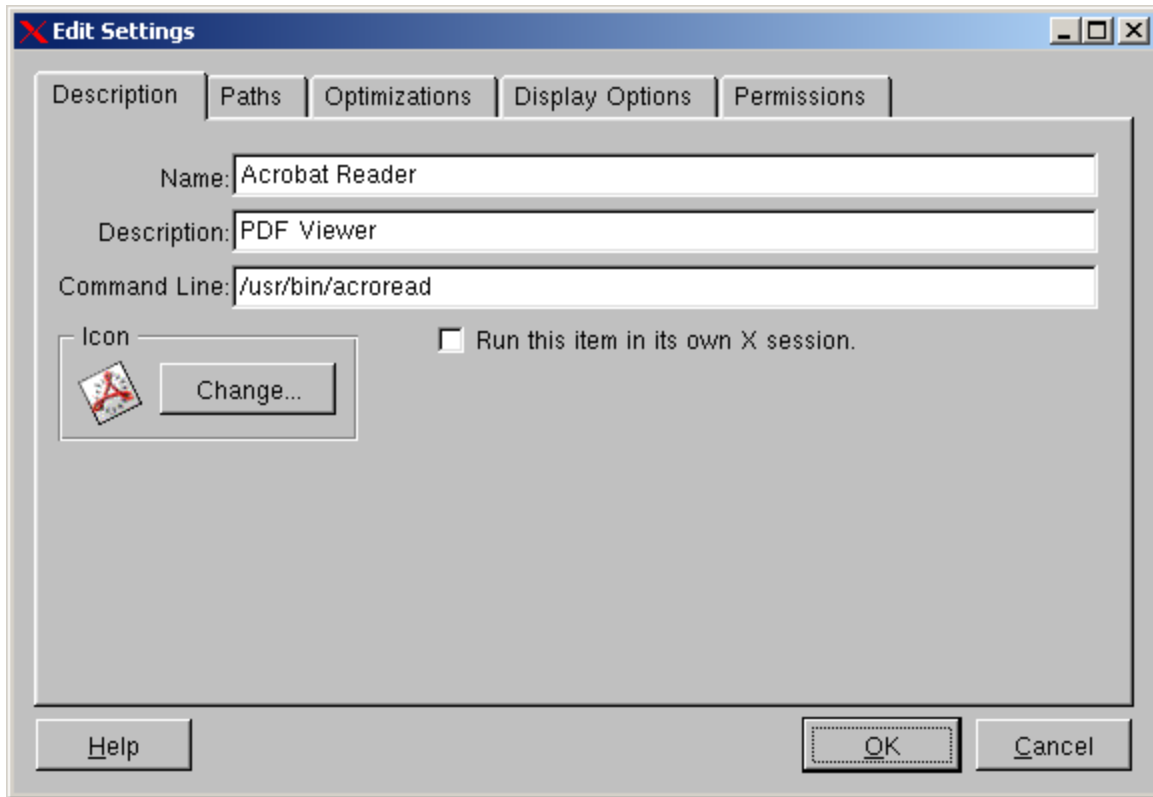 Edit Settings
Description Paths Optimizations Display Options Permissions
Name: Acrobat Reader
Description: PDF Viewer
Command Line: /usr/bin/acroread
Icon
Run this item in its own X session.
Change...
Help OK Cancel